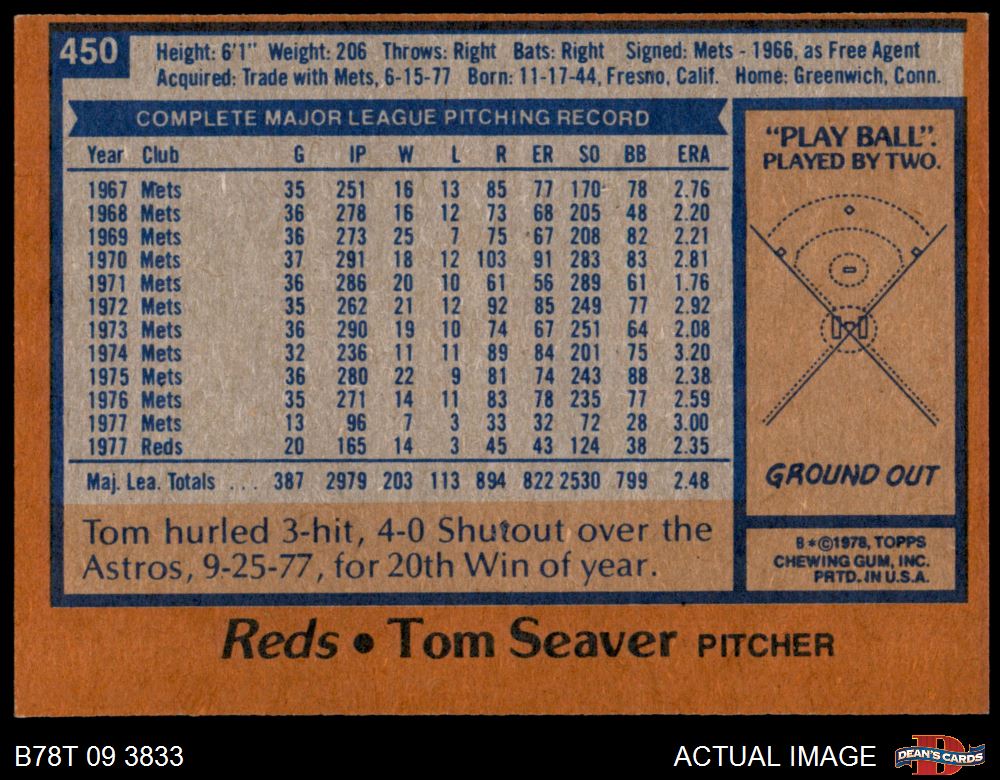 450
Height: 6'1" Weight: 206 Throws: Right Bats: Right Signed: Mets - 1966, as Free Agent
Acquired: Trade with Mets, 6-15-77 Born: 11-17-44, Fresno, Calif. Home: Greenwich, Conn.
COMPLETE MAJOR LEAGUE PITCHING RECORD
Year Club G IP W L R ER SO BB ERA
1967 Mets 35 251 16 13 85 77 170 78 2.76
1968 Mets 36 278 16 12 73 68 205 48 2.20
1969 Mets 36 273 25 7 75 67 208 82 2.21
1970 Mets 37 291 18 12 103 91 283 83 2.81
1971 Mets 36 286 20 10 61 56 289 61 1.76
1972 Mets 35 262 21 12 92 85 249 77 2.92
1973 Mets 36 290 19 10 74 67 251 64 2.08
1974 Mets 32 236 11 11 89 84 201 75 3.20
1975 Mets 36 280 22 9 81 74 243 88 2.38
1976 Mets 35 271 14 11 83 78 235 77 2.59
1977 Mets 13 96 7 3 33 32 72 28 3.00
1977 Reds 20 165 14 3 45 43 124 38 2.35
Maj. Lea. Totals . . . 387 2979 203 113 894 822 2530 799 2.48
Tom hurled 3-hit, 4-0 Shutout over the
Astros, 9-25-77, for 20th Win of year.
"PLAY BALL".
PLAYED BY TWO.
GROUND OUT
B*©1978, TOPPS
CHEWING GUM, INC.
PRTD. IN U.S.A.
Reds • Tom Seaver PITCHER
B78T 09 3833
ACTUAL IMAGE
DEAN'S CARDS